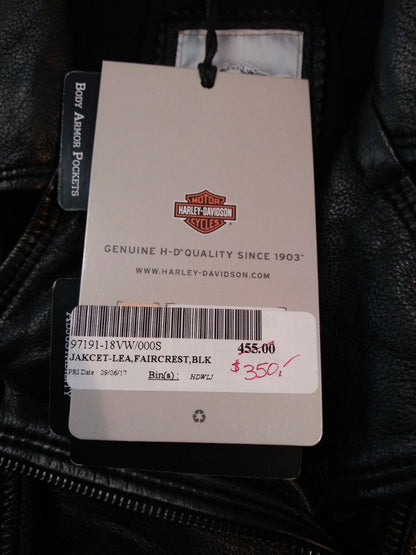 BODY ARMOR POCKETS
MOTOR
HARLEY-DAVIDSON
CYCLES
GENUINE H-D® QUALITY SINCE 1903™
WWW.HARLEY-DAVIDSON.COM
97191-18VW/000S
455.00
JAKCET-LEA,FAIRCREST,BLK
$350,-
PRI Date : 09/06/17
Bin(s) : HDWLJ